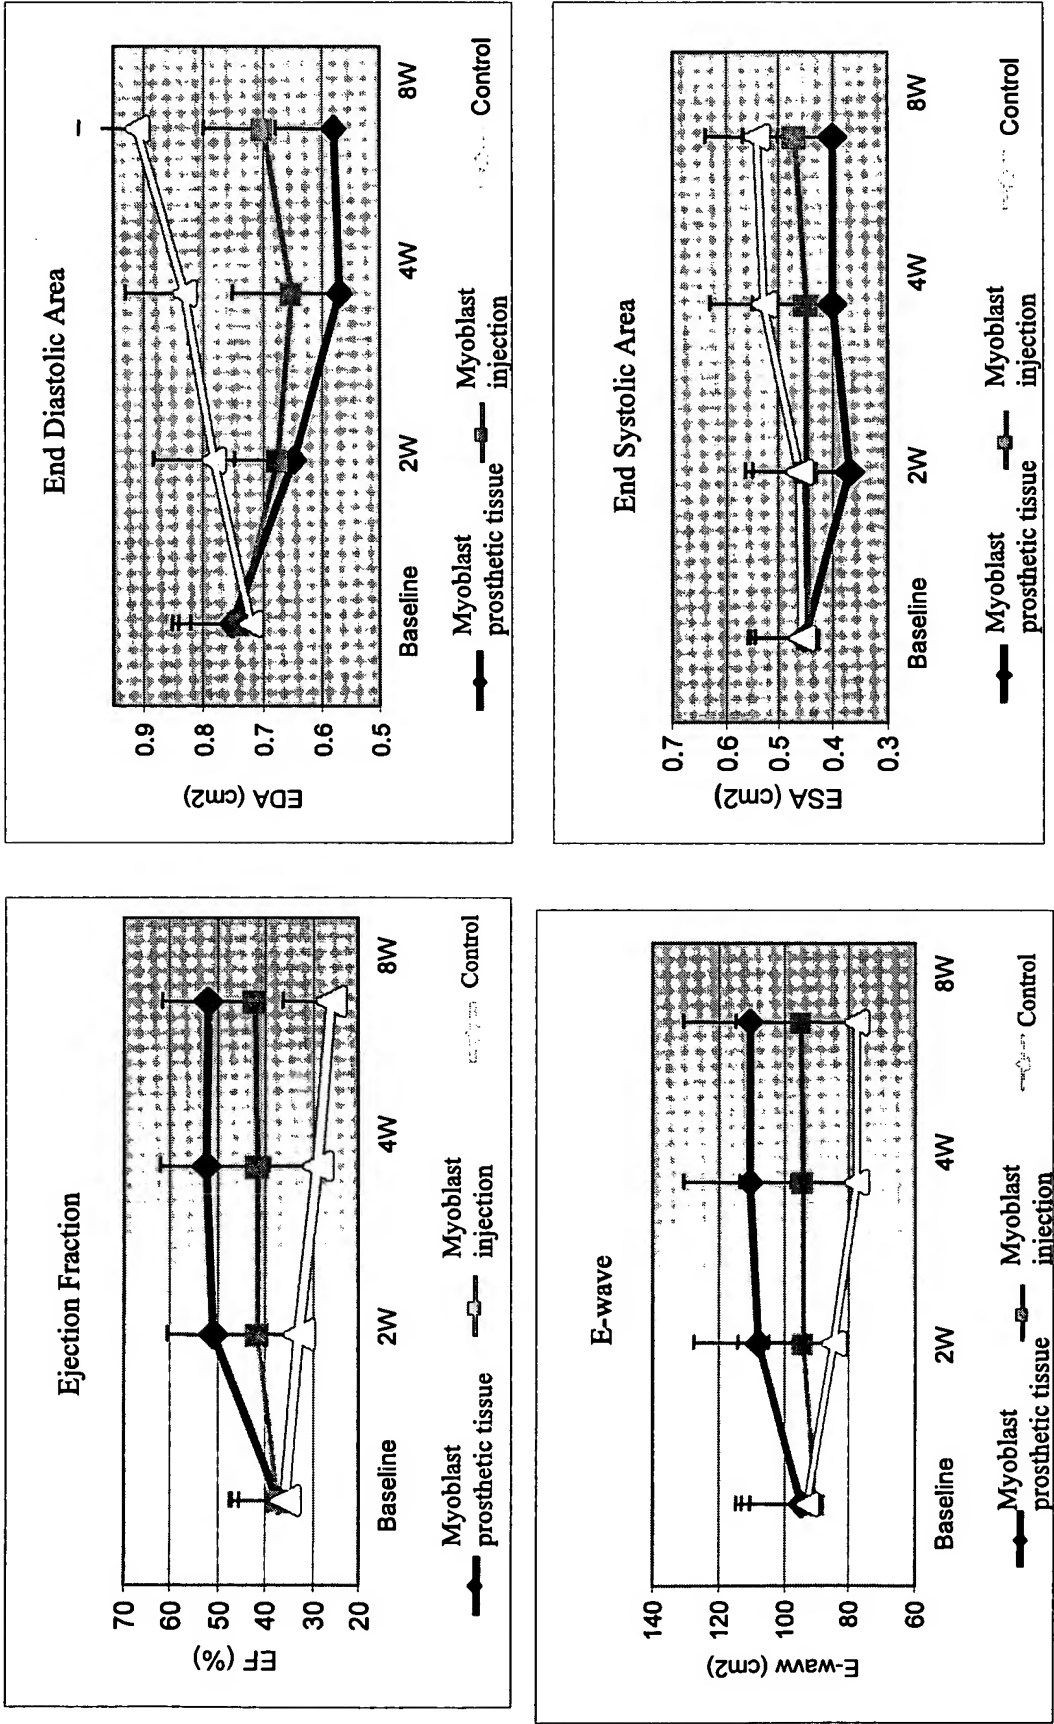 Ejection Fraction
EF (%)
70
60
50
40
30
20
Baseline
2W
4W
8W
Myoblast
prosthetic tissue
Myoblast
injection
Control
End Diastolic Area
EDA (cm2)
0.9
0.8
0.7
0.6
0.5
Baseline
2W
4W
8W
Myoblast
prosthetic tissue
Myoblast
injection
Control
E-wave
E-wavw (cm2)
140
120
100
80
60
Baseline
2W
4W
8W
Myoblast
prosthetic tissue
Myoblast
injection
Control
End Systolic Area
ESA (cm2)
0.7
0.6
0.5
0.4
0.3
Baseline
2W
4W
8W
Myoblast
prosthetic tissue
Myoblast
injection
Control